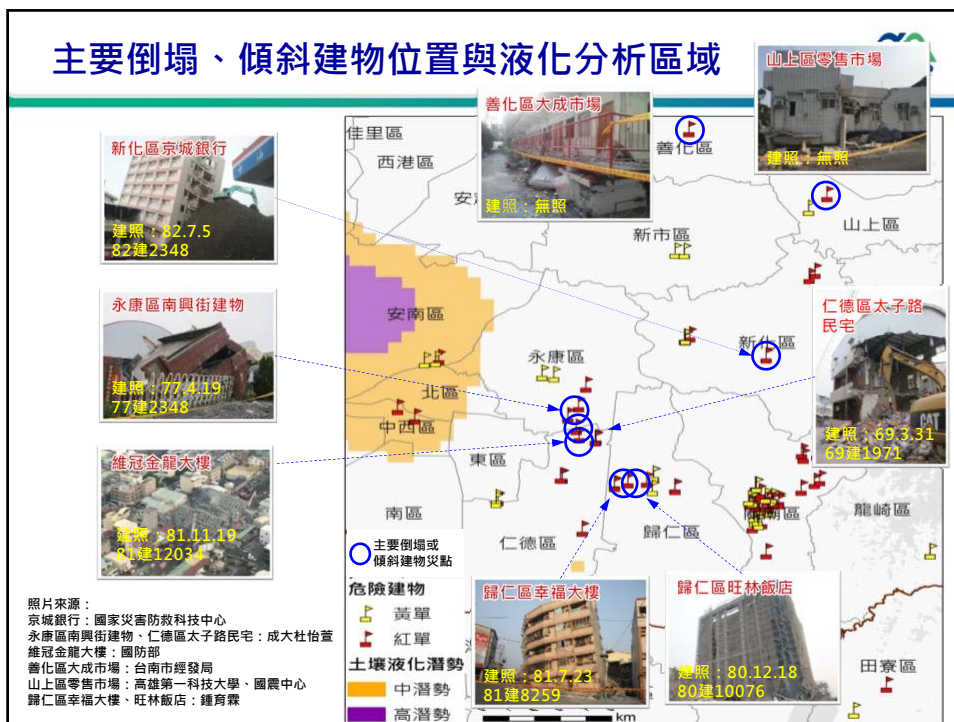 主要倒塌、傾斜建物位置與液化分析區域
山上區零售市場
建照：無照
善化區大成市場
建照：無照
新化區京城銀行
建照：82.7.5
82建2348
永康區南興街建物
建照：77.4.19
77建2348
維冠金龍大樓
建照：81.11.19
81建12034
仁德區太子路
民宅
建照：69.3.31
69建1971
歸仁區幸福大樓
建照：81.7.23
81建8259
歸仁區旺林飯店
建照：80.12.18
80建10076
佳里區
西港區
善化區
山上區
新市區
安南區
永康區
新化區
北區
中西區
東區
南區
仁德區
歸仁區
龍崎區
田寮區
主要倒塌或
傾斜建物災點
危險建物
黃單
紅單
土壤液化潛勢
中潛勢
高潛勢
km
照片來源：
京城銀行：國家災害防救科技中心
永康區南興街建物、仁德區太子路民宅：成大杜怡萱
維冠金龍大樓：國防部
善化區大成市場：台南市經發局
山上區零售市場：高雄第一科技大學、國震中心
歸仁區幸福大樓、旺林飯店：鍾育霖